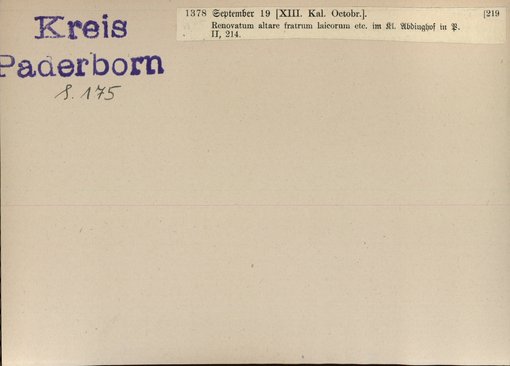 Kreis
Paderborn
S. 175
1378 September 19 [XIII. Kal. Octobr.]. [219
Renovatum altare fratrum laicorum etc. im Kl. Abdinghof in P.
II, 214.